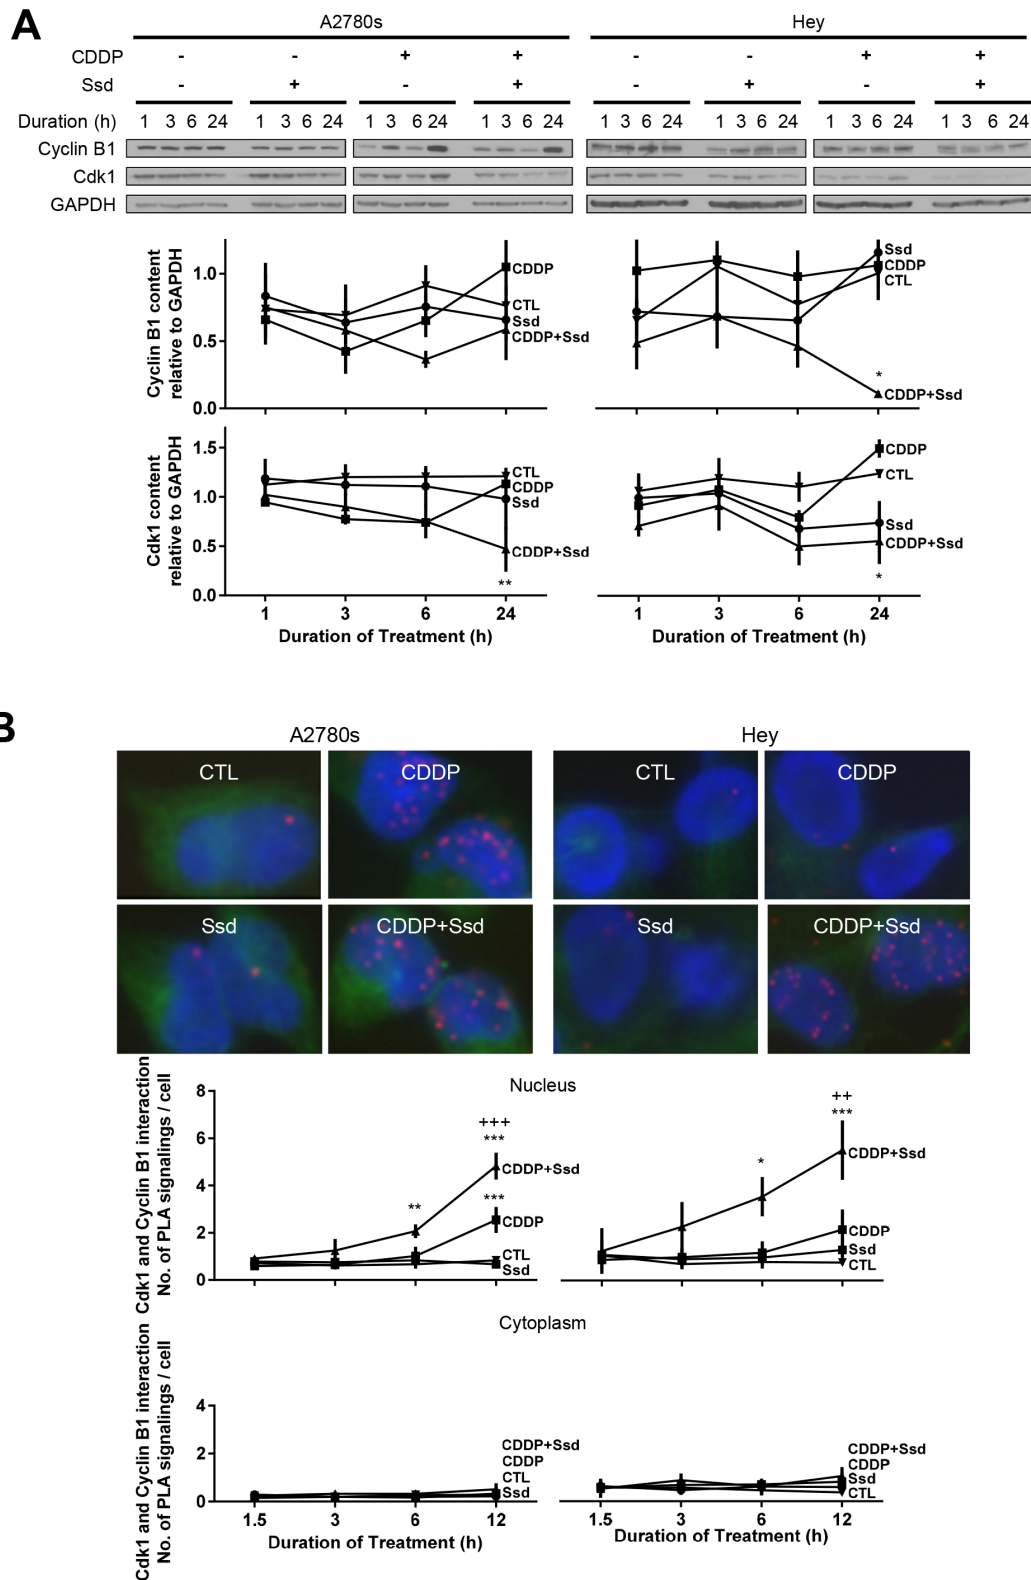 A
A2780s Hey
CDDP - - + + - - + +
Ssd - + - + - + - +
Duration (h) 1 3 6 24 1 3 6 24 1 3 6 24 1 3 6 24 1 3 6 24 1 3 6 24 1 3 6 24 1 3 6 24
Cyclin B1
Cdk1
GAPDH
Cyclin B1 content
relative to GAPDH
1.0
0.5
0.0
CDDP
CTL
Ssd
CDDP+Ssd
Ssd
CDDP
CTL
*
CDDP+Ssd
Cdk1 content
relative to GAPDH
1.5
1.0
0.5
0.0
CTL
CDDP
Ssd
CDDP+Ssd
**
CDDP
CTL
Ssd
CDDP+Ssd
*
1 3 6 24 1 3 6 24
Duration of Treatment (h) Duration of Treatment (h)
B
A2780s Hey
CTL CDDP CTL CDDP
Ssd CDDP+Ssd Ssd CDDP+Ssd
Nucleus
Cdk1 and Cyclin B1 interaction
No. of PLA signalings / cell
8
6
4
2
0
+++
***
CDDP+Ssd
**
***
CDDP
CTL
Ssd
++
***
CDDP+Ssd
*
CDDP
Ssd
CTL
Cytoplasm
Cdk1 and Cyclin B1 interaction
No. of PLA signalings / cell
4
2
0
CDDP+Ssd
CDDP
CTL
Ssd
CDDP+Ssd
CDDP
Ssd
CTL
1.5 3 6 12 1.5 3 6 12
Duration of Treatment (h) Duration of Treatment (h)